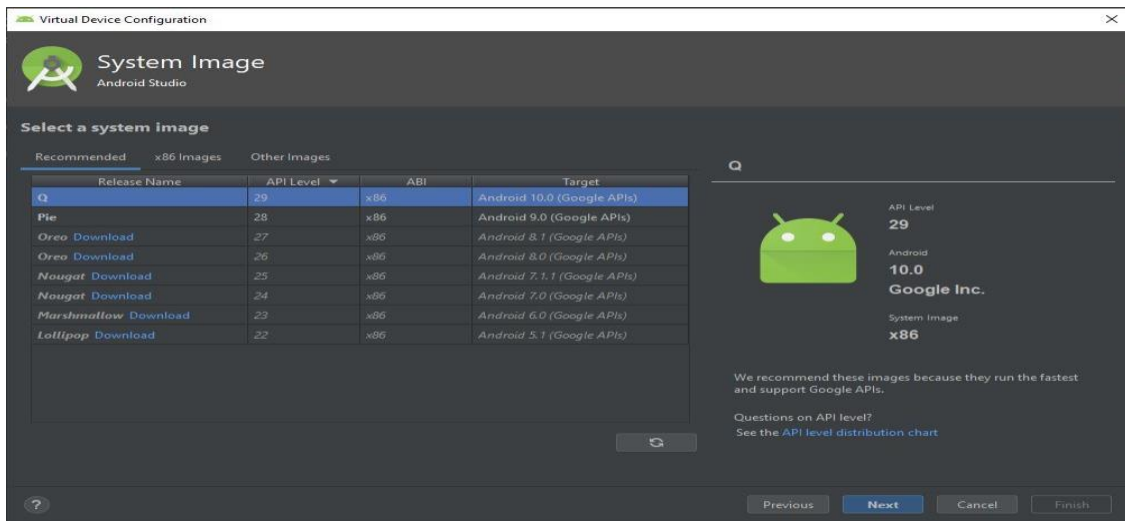 Virtual Device Configuration
System Image
Android Studio
Select a system image
Recommended x86 Images Other Images
Release Name API Level ABI Target
Q 29 x86 Android 10.0 (Google APIs)
Pie 28 x86 Android 9.0 (Google APIs)
Oreo Download 27 x86 Android 8.1 (Google APIs)
Oreo Download 26 x86 Android 8.0 (Google APIs)
Nougat Download 25 x86 Android 7.1.1 (Google APIs)
Nougat Download 24 x86 Android 7.0 (Google APIs)
Marshmallow Download 23 x86 Android 6.0 (Google APIs)
Lollipop Download 22 x86 Android 5.1 (Google APIs)
Q
API Level
29
Android
10.0
Google Inc.
System Image
x86
We recommend these images because they run the fastest
and support Google APIs.
Questions on API level?
See the API level distribution chart
? Previous Next Cancel Finish